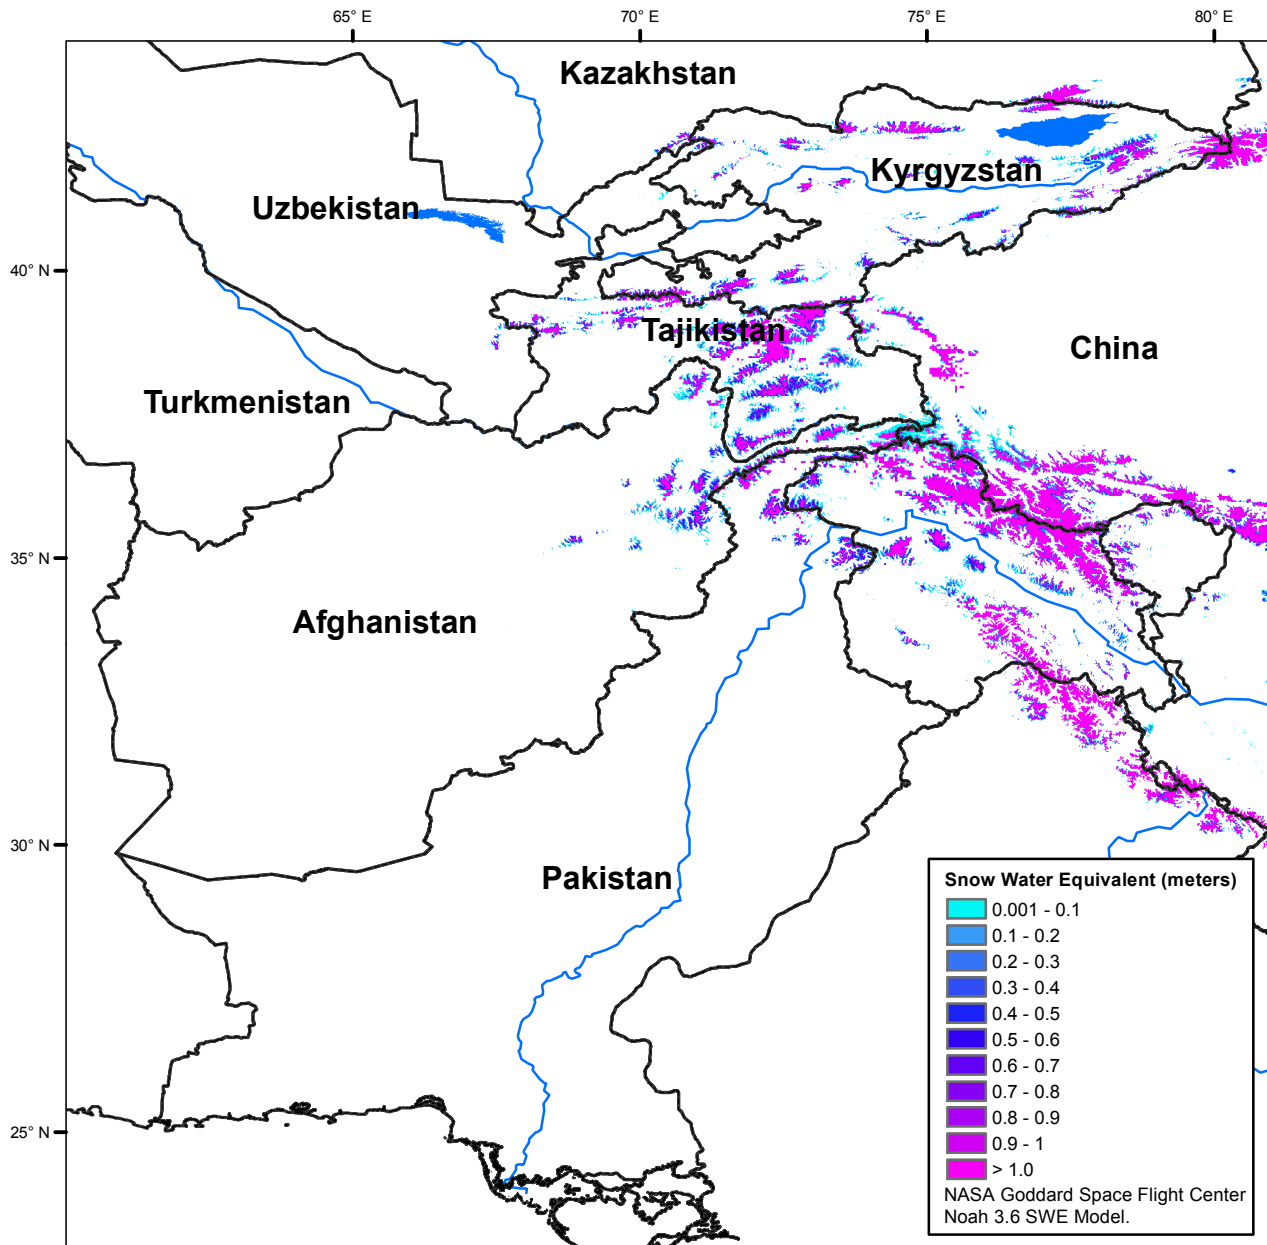 65° E
70° E
75° E
80° E
Kazakhstan
Kyrgyzstan
Uzbekistan
40° N
Tajikistan
China
Turkmenistan
35° N
Afghanistan
30° N
Pakistan
25° N
Snow Water Equivalent (meters)
0.001 - 0.1
0.1 - 0.2
0.2 - 0.3
0.3 - 0.4
0.4 - 0.5
0.5 - 0.6
0.6 - 0.7
0.7 - 0.8
0.8 - 0.9
0.9 - 1
> 1.0
NASA Goddard Space Flight Center
Noah 3.6 SWE Model.